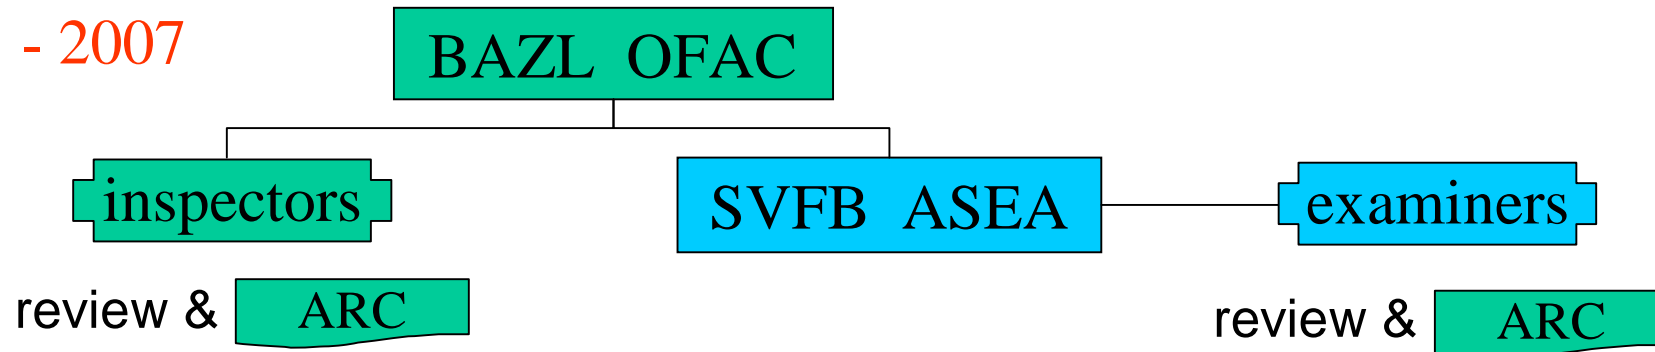 - 2007
BAZL OFAC
inspectors
SVFB ASEA
examiners
review & ARC
review & ARC